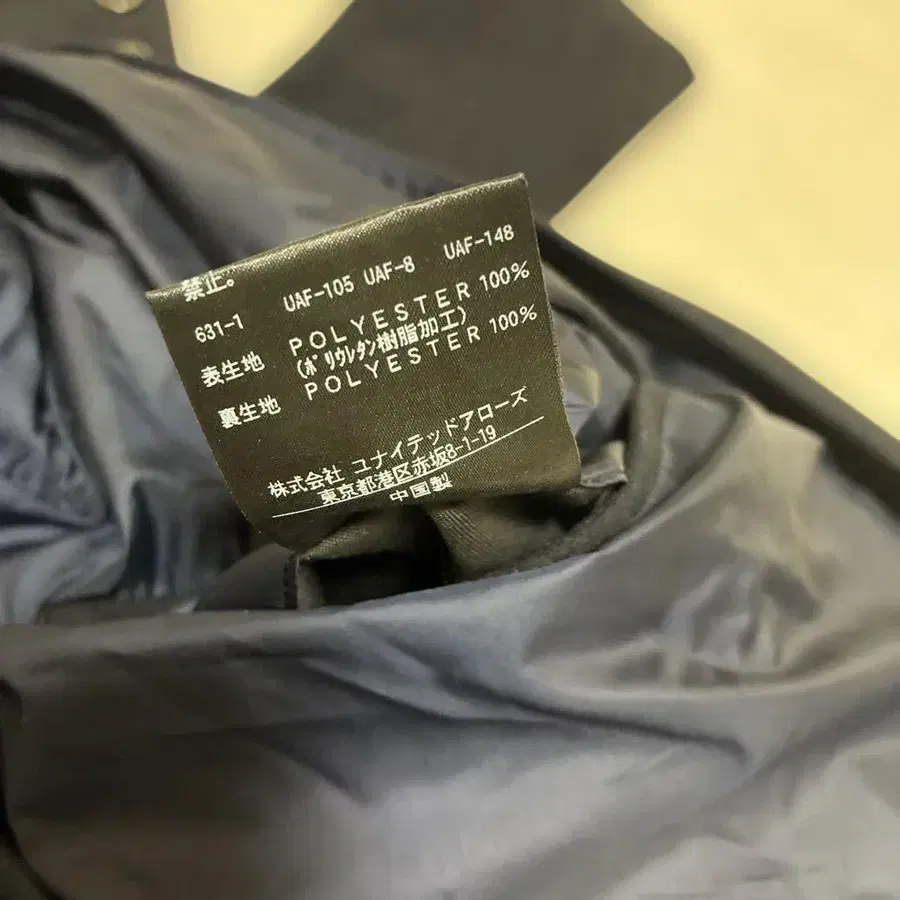 禁止。
631-1 UAF-105 UAF-8 UAF-148
表生地 POLYESTER 100%
(ポリウレタン樹脂加工)
裏生地 POLYESTER 100%
株式会社 ユナイテッドアローズ
東京都港区赤坂8-1-19
中国製